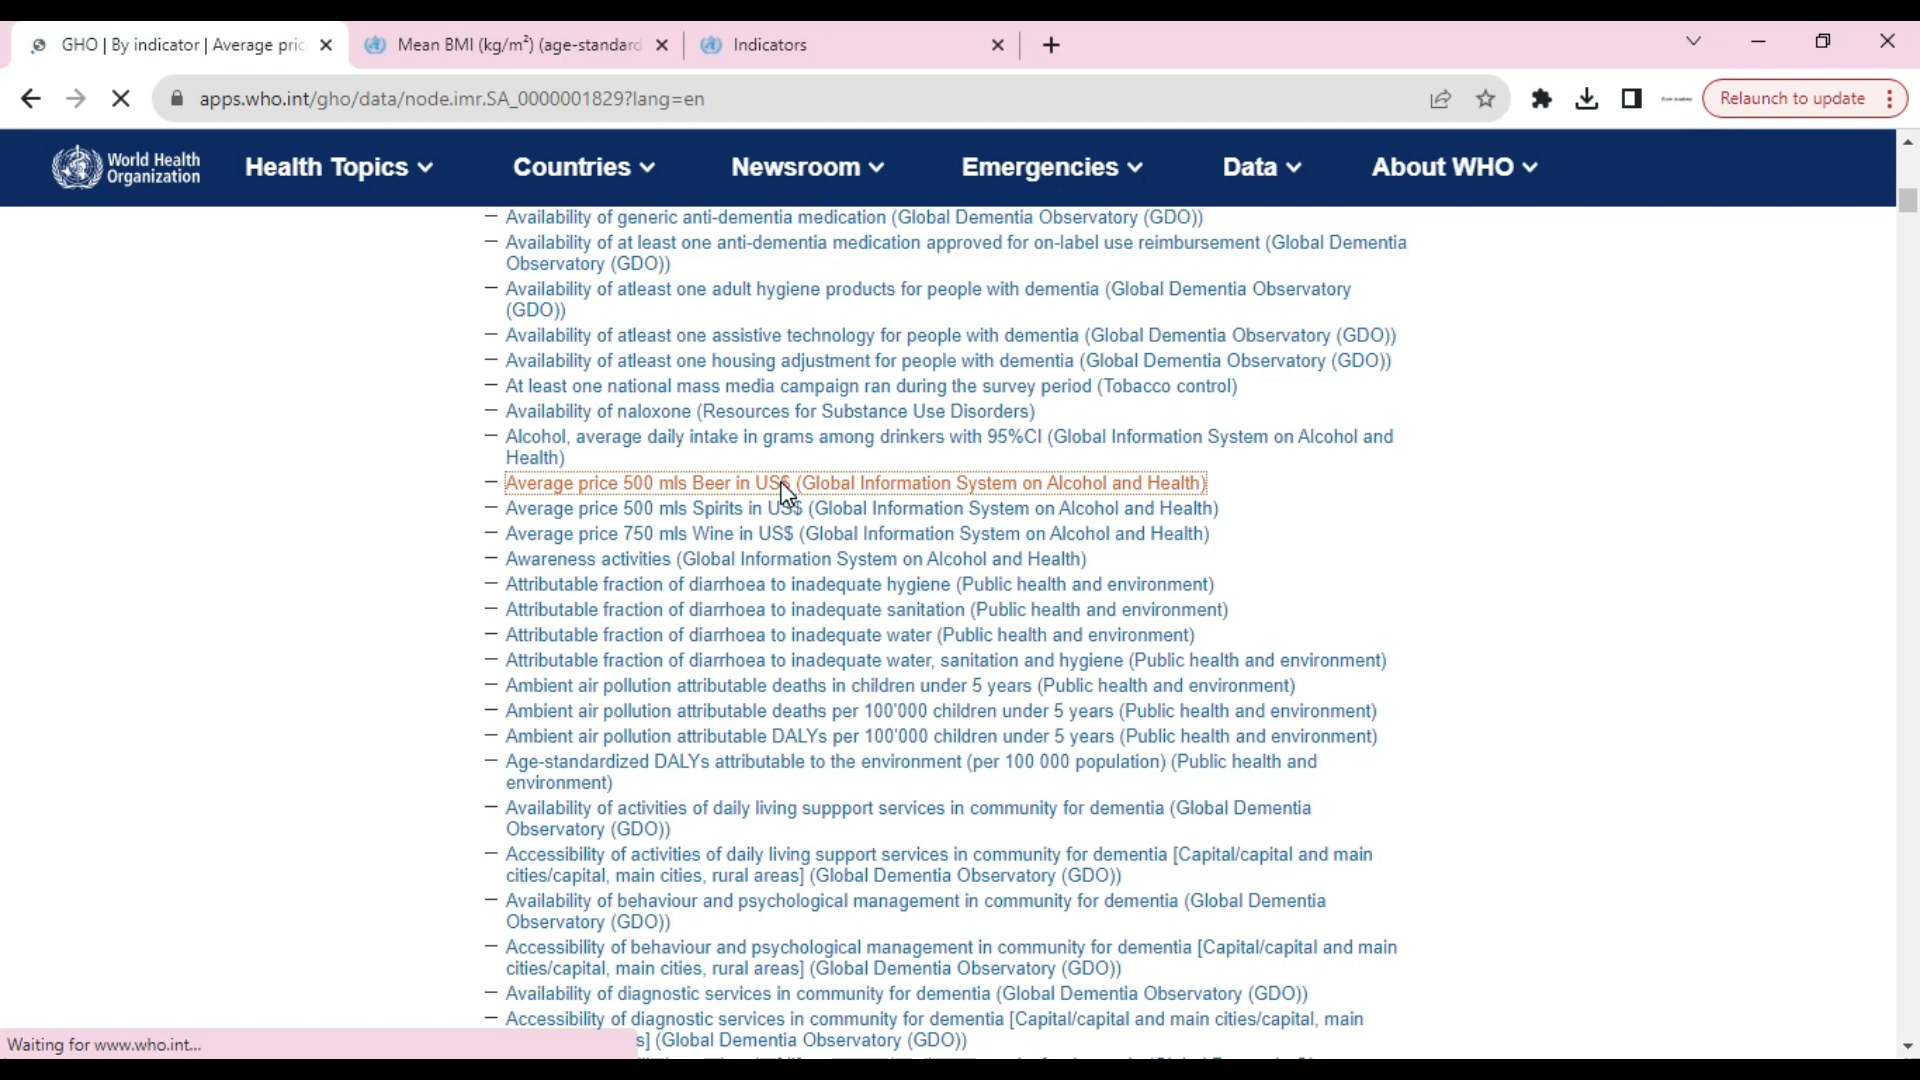 GHO | By indicator | Average pric
Mean BMI (kg/m²) (age-standard
Indicators
apps.who.int/gho/data/node.imr.SA_0000001829?lang=en
Relaunch to update
World Health
Organization
Health Topics
Countries
Newsroom
Emergencies
Data
About WHO
– Availability of generic anti-dementia medication (Global Dementia Observatory (GDO))
– Availability of at least one anti-dementia medication approved for on-label use reimbursement (Global Dementia
Observatory (GDO))
– Availability of atleast one adult hygiene products for people with dementia (Global Dementia Observatory
(GDO))
– Availability of atleast one assistive technology for people with dementia (Global Dementia Observatory (GDO))
– Availability of atleast one housing adjustment for people with dementia (Global Dementia Observatory (GDO))
– At least one national mass media campaign ran during the survey period (Tobacco control)
– Availability of naloxone (Resources for Substance Use Disorders)
– Alcohol, average daily intake in grams among drinkers with 95%CI (Global Information System on Alcohol and
Health)
– Average price 500 mls Beer in US$ (Global Information System on Alcohol and Health)
– Average price 500 mls Spirits in US$ (Global Information System on Alcohol and Health)
– Average price 750 mls Wine in US$ (Global Information System on Alcohol and Health)
– Awareness activities (Global Information System on Alcohol and Health)
– Attributable fraction of diarrhoea to inadequate hygiene (Public health and environment)
– Attributable fraction of diarrhoea to inadequate sanitation (Public health and environment)
– Attributable fraction of diarrhoea to inadequate water (Public health and environment)
– Attributable fraction of diarrhoea to inadequate water, sanitation and hygiene (Public health and environment)
– Ambient air pollution attributable deaths in children under 5 years (Public health and environment)
– Ambient air pollution attributable deaths per 100'000 children under 5 years (Public health and environment)
– Ambient air pollution attributable DALYs per 100'000 children under 5 years (Public health and environment)
– Age-standardized DALYs attributable to the environment (per 100 000 population) (Public health and
environment)
– Availability of activities of daily living suppport services in community for dementia (Global Dementia
Observatory (GDO))
– Accessibility of activities of daily living support services in community for dementia [Capital/capital and main
cities/capital, main cities, rural areas] (Global Dementia Observatory (GDO))
– Availability of behaviour and psychological management in community for dementia (Global Dementia
Observatory (GDO))
– Accessibility of behaviour and psychological management in community for dementia [Capital/capital and main
cities/capital, main cities, rural areas] (Global Dementia Observatory (GDO))
– Availability of diagnostic services in community for dementia (Global Dementia Observatory (GDO))
– Accessibility of diagnostic services in community for dementia [Capital/capital and main cities/capital, main
s] (Global Dementia Observatory (GDO))
Waiting for www.who.int...